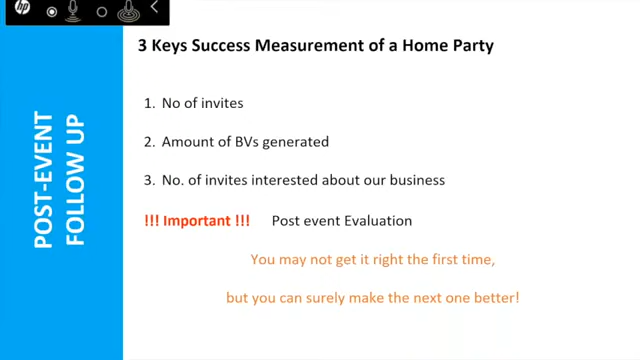 hp
3 Keys Success Measurement of a Home Party
POST-EVENT
FOLLOW UP
1. No of invites
2. Amount of BVs generated
3. No. of invites interested about our business
!!! Important !!! Post event Evaluation
You may not get it right the first time,
but you can surely make the next one better!